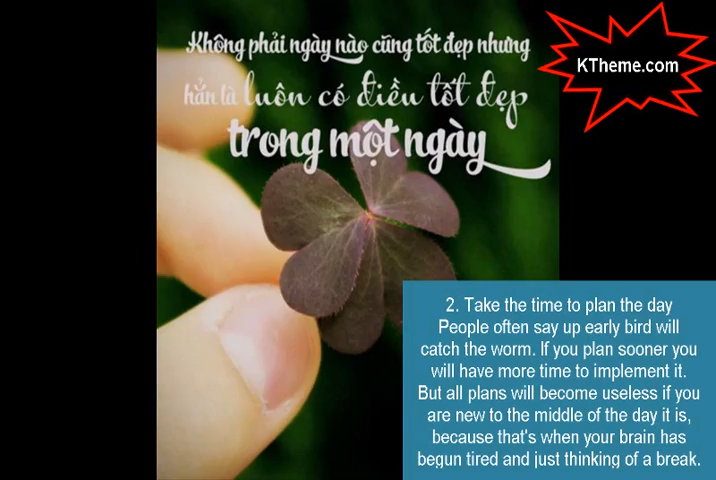 Không phải ngày nào cũng tốt đẹp nhưng
hẳn là luôn có điều tốt đẹp
trong một ngày
KTheme.com
2. Take the time to plan the day
People often say up early bird will
catch the worm. If you plan sooner you
will have more time to implement it.
But all plans will become useless if you
are new to the middle of the day it is,
because that's when your brain has
begun tired and just thinking of a break.